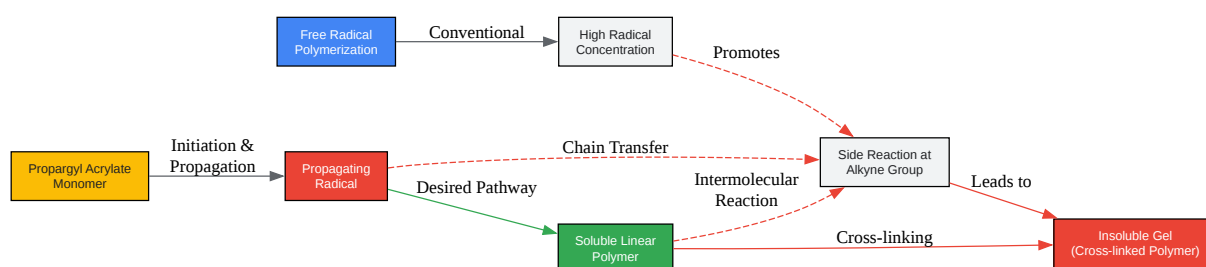 Free Radical
Polymerization
Conventional
High Radical
Concentration
Promotes
Propargyl Acrylate
Monomer
Initiation &
Propagation
Propagating
Radical
Chain Transfer
Desired Pathway
Intermolecular
Reaction
Side Reaction at
Alkyne Group
Leads to
Soluble Linear
Polymer
Cross-linking
Insoluble Gel
(Cross-linked Polymer)